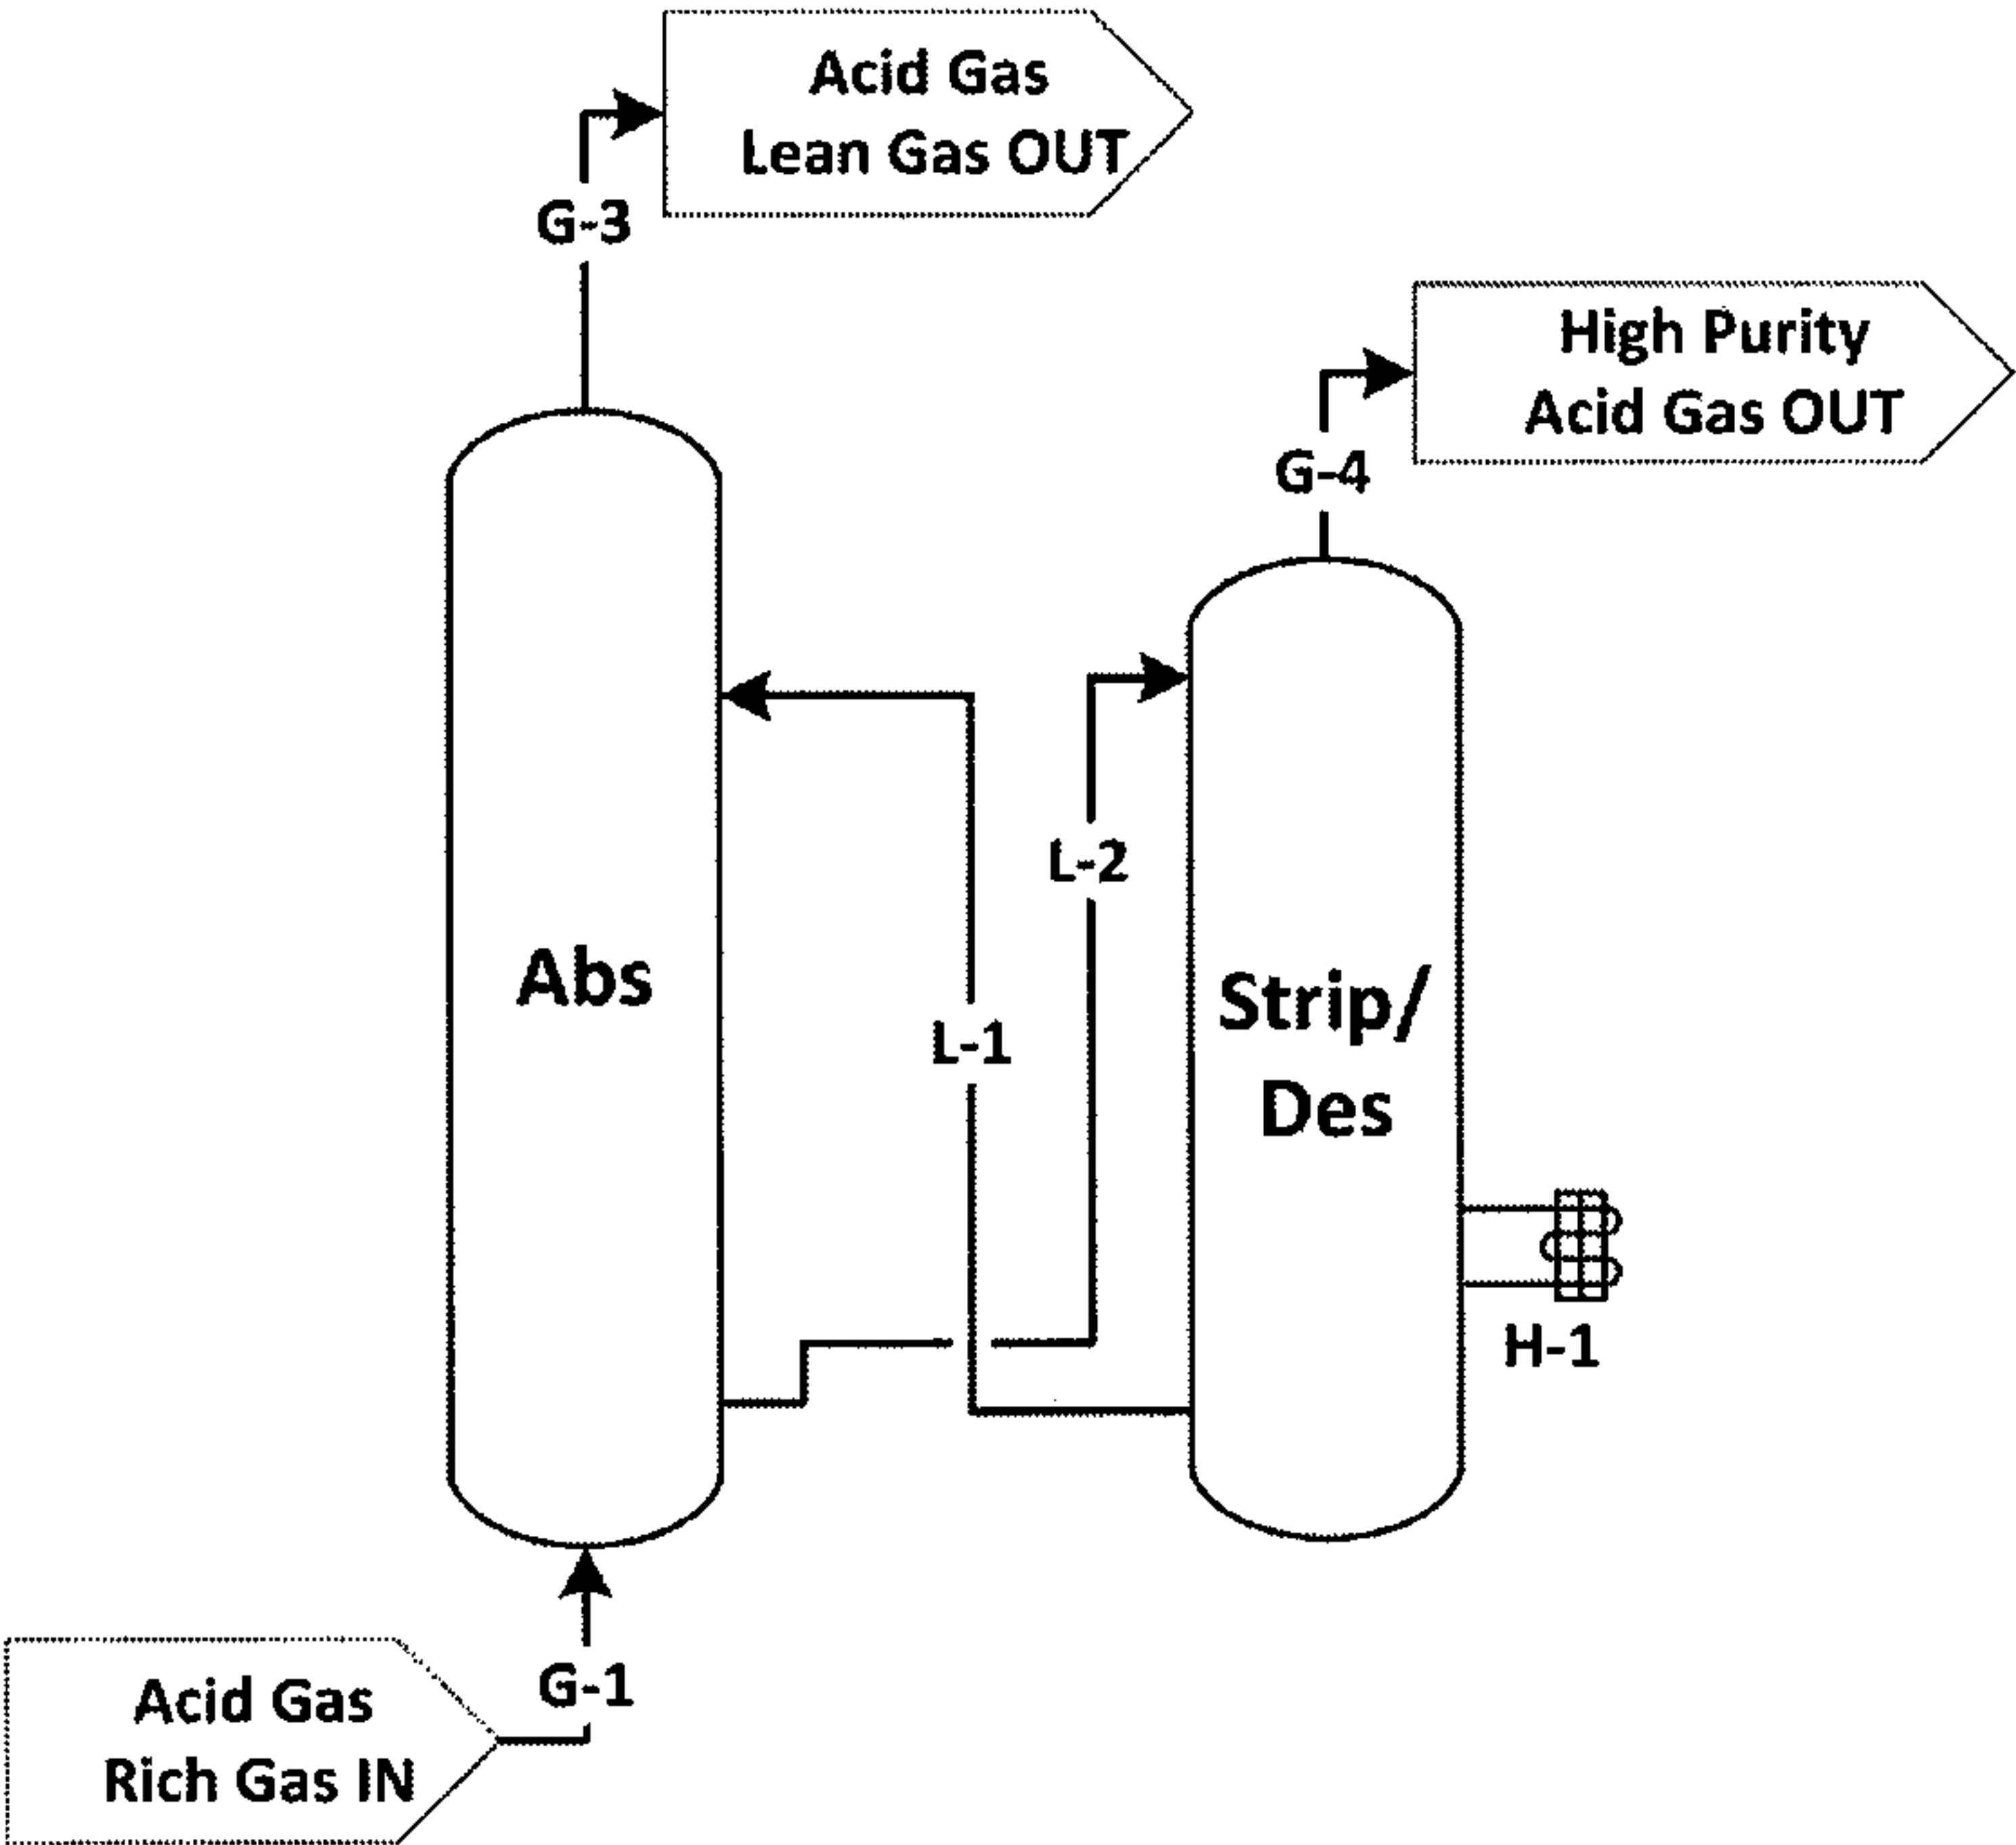 Acid Gas
Lean Gas OUT
G-3
High Purity
Acid Gas OUT
G-4
L-2
Abs
Strip/
Des
L-1
H-1
G-1
Acid Gas
Rich Gas IN